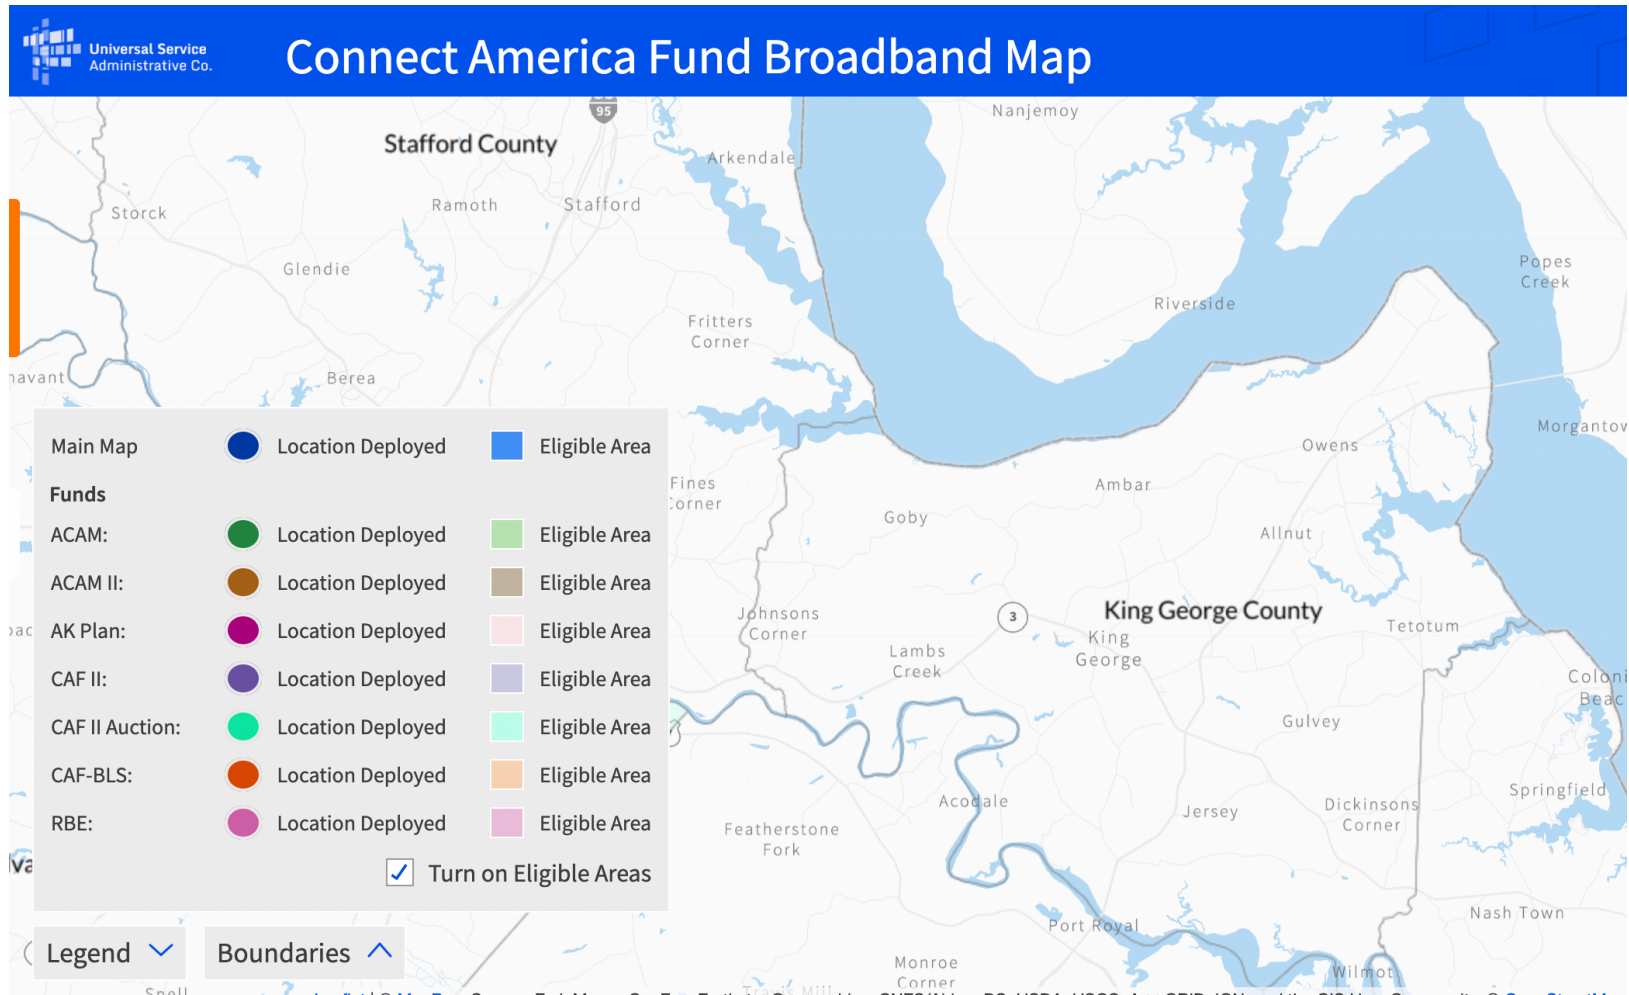 Universal Service
Administrative Co.
Connect America Fund Broadband Map
95
Nanjemoy
Stafford County
Arkendale
Storck
Ramoth
Stafford
Glendie
Popes
Creek
Riverside
Fritters
Corner
Berea
Morgantow
Owens
Main Map Location Deployed Eligible Area
Funds
ACAM: Location Deployed Eligible Area
ACAM II: Location Deployed Eligible Area
AK Plan: Location Deployed Eligible Area
CAF II: Location Deployed Eligible Area
CAF II Auction: Location Deployed Eligible Area
CAF-BLS: Location Deployed Eligible Area
RBE: Location Deployed Eligible Area
Turn on Eligible Areas
Fines
Corner
Ambar
Goby
Allnut
Johnsons
Corner
3
King George County
King
George
Tetotum
Lambs
Creek
Coloni
Beac
Gulvey
Springfield
Acodale
Jersey
Dickinsons
Corner
Featherstone
Fork
Nash Town
Port Royal
Legend
Boundaries
Monroe
Corner
Wilmot
Travis Mill
Snell